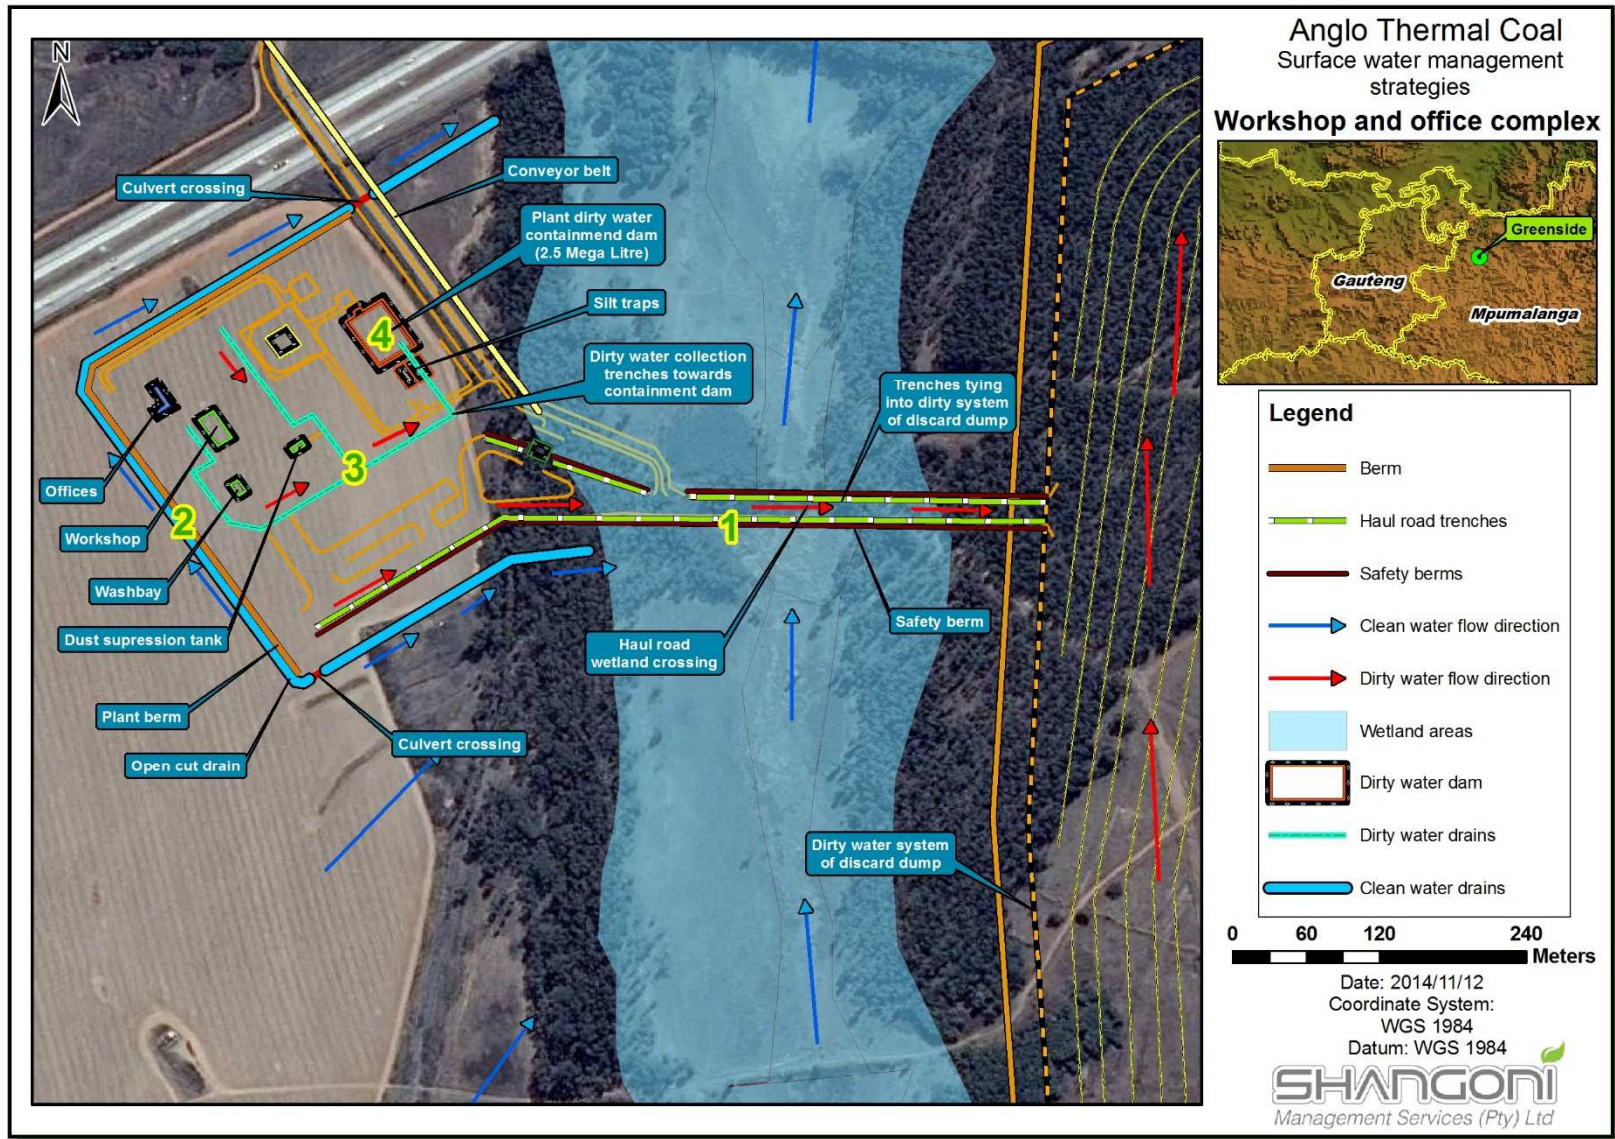 Anglo Thermal Coal
Surface water management
strategies
Workshop and office complex
Greenside
Gauteng
Mpumalanga
N
Culvert crossing
Conveyor belt
Plant dirty water
containmend dam
(2.5 Mega Litre)
Silt traps
4
Dirty water collection
trenches towards
containment dam
Trenches tying
into dirty system
of discard dump
3
Offices
2
1
Workshop
Washbay
Dust supression tank
Safety berm
Haul road
wetland crossing
Plant berm
Culvert crossing
Open cut drain
Dirty water system
of discard dump
Legend
Berm
Haul road trenches
Safety berms
Clean water flow direction
Dirty water flow direction
Wetland areas
Dirty water dam
Dirty water drains
Clean water drains
0 60 120 240
Meters
Date: 2014/11/12
Coordinate System:
WGS 1984
Datum: WGS 1984
SHANGONI
Management Services (Pty) Ltd